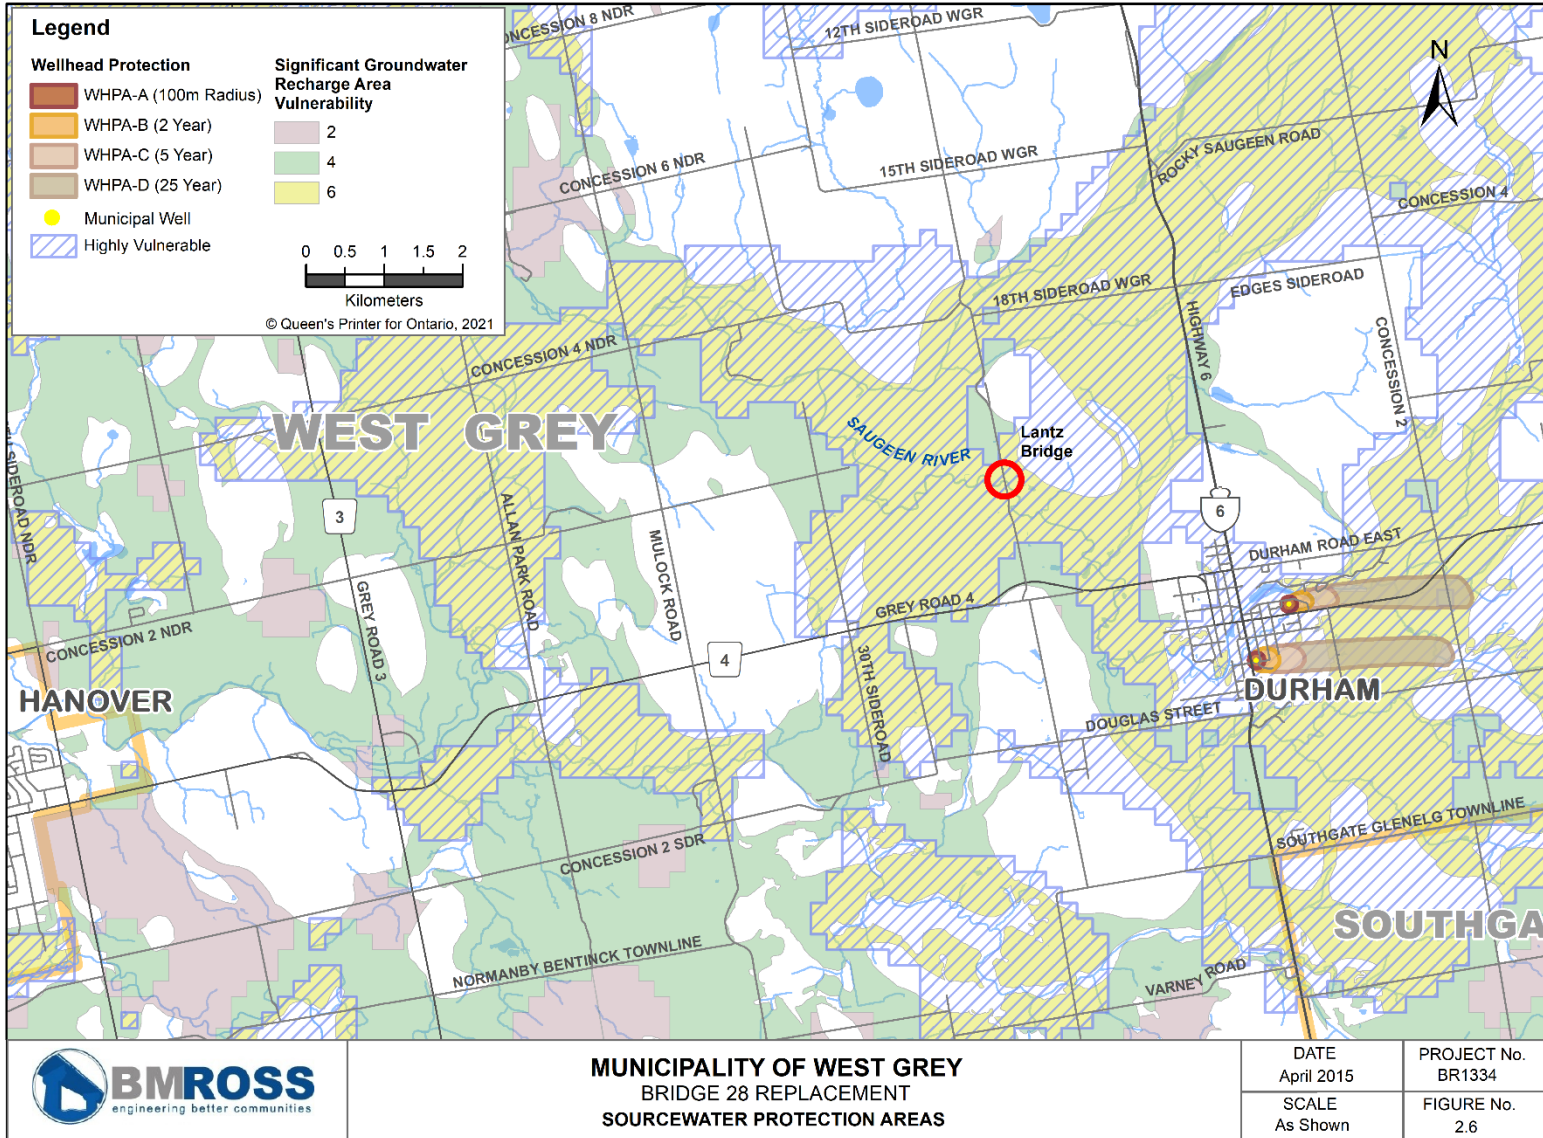 Legend
Wellhead Protection
WHPA-A (100m Radius)
WHPA-B (2 Year)
WHPA-C (5 Year)
WHPA-D (25 Year)
Municipal Well
Highly Vulnerable
Significant Groundwater
Recharge Area
Vulnerability
2
4
6
0 0.5 1 1.5 2
Kilometers
© Queen's Printer for Ontario, 2021
N
CONCESSION 8 NDR
12TH SIDEROAD WGR
CONCESSION 6 NDR
15TH SIDEROAD WGR
ROCKY SAUGEEN ROAD
CONCESSION 4
18TH SIDEROAD WGR
EDGES SIDEROAD
HIGHWAY 6
CONCESSION 2
CONCESSION 4 NDR
WEST GREY
SAUGEEN RIVER
Lantz
Bridge
SIDEROAD NDR
3
ALLAN PARK ROAD
MULOCK ROAD
6
DURHAM ROAD EAST
GREY ROAD 3
GREY ROAD 4
CONCESSION 2 NDR
4
30TH SIDEROAD
HANOVER
DURHAM
DOUGLAS STREET
CONCESSION 2 SDR
SOUTHGATE GLENELG TOWNLINE
SOUTHGA
NORMANBY BENTINCK TOWNLINE
VARNEY ROAD
BMROSS
engineering better communities
MUNICIPALITY OF WEST GREY
BRIDGE 28 REPLACEMENT
SOURCEWATER PROTECTION AREAS
DATE
April 2015
PROJECT No.
BR1334
SCALE
As Shown
FIGURE No.
2.6